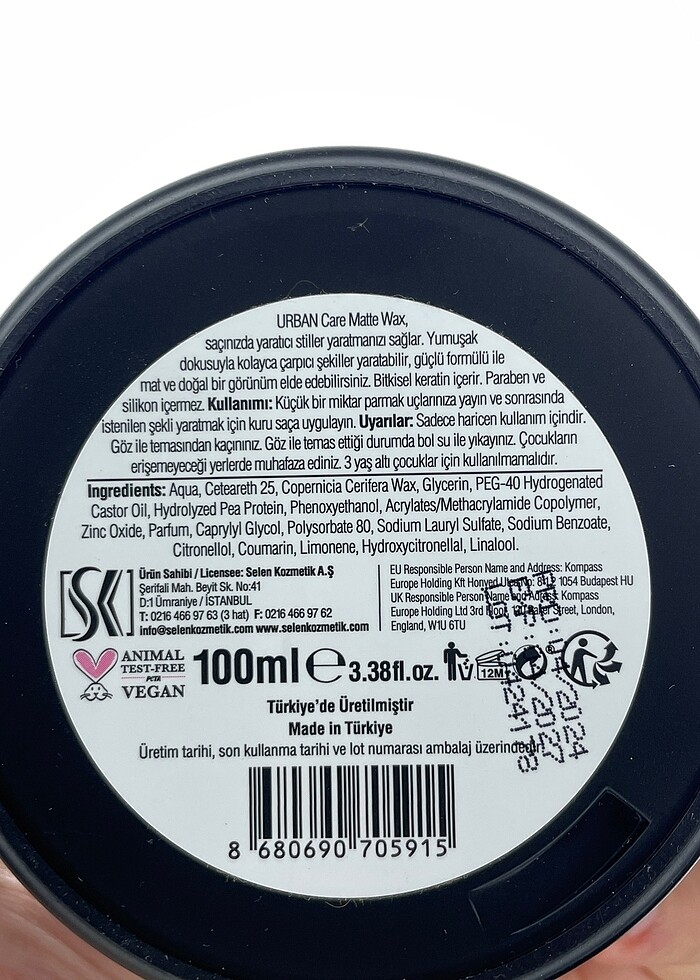 URBAN Care Matte Wax,
saçınızda yaratıcı stiller yaratmanızı sağlar. Yumuşak
dokusuyla kolayca çarpıcı şekiller yaratabilir, güçlü formülü ile
mat ve doğal bir görünüm elde edebilirsiniz. Bitkisel keratin içerir. Paraben ve
silikon içermez. Kullanımı: Küçük bir miktar parmak uçlarınıza yayın ve sonrasında
istenilen şekli yaratmak için kuru saça uygulayın. Uyarılar: Sadece haricen kullanım içindir.
Göz ile temasından kaçınınız. Göz ile temas ettiği durumda bol su ile yıkayınız. Çocukların
erişemeyeceği yerlerde muhafaza ediniz. 3 yaş altı çocuklar için kullanılmamalıdır.
Ingredients: Aqua, Ceteareth 25, Copernicia Cerifera Wax, Glycerin, PEG-40 Hydrogenated
Castor Oil, Hydrolyzed Pea Protein, Phenoxyethanol, Acrylates/Methacrylamide Copolymer,
Zinc Oxide, Parfum, Caprylyl Glycol, Polysorbate 80, Sodium Lauryl Sulfate, Sodium Benzoate,
Citronellol, Coumarin, Limonene, Hydroxycitronellal, Linalool.
SK
Ürün Sahibi / Licensee: Selen Kozmetik A.Ş
Şerifali Mah. Beyit Sk. No:41
D:1 Ümraniye / İSTANBUL
T: 0216 466 97 63 (3 hat) F: 0216 466 97 62
info@selenkozmetik.com www.selenkozmetik.com
EU Responsible Person Name and Address: Kompass
Europe Holding Kft Honved 1054 Budapest HU
UK Responsible Person Name and Adress: Kompass
Europe Holding Ltd 3rd Floor, Baker Street, London,
England, W1U 6TU
ANIMAL
TEST-FREE
PETA
VEGAN
100ml e 3.38fl.oz.
12M
®
Türkiye'de Üretilmiştir
Made in Türkiye
Üretim tarihi, son kullanma tarihi ve lot numarası ambalaj üzerindedir.
8 680690 705915